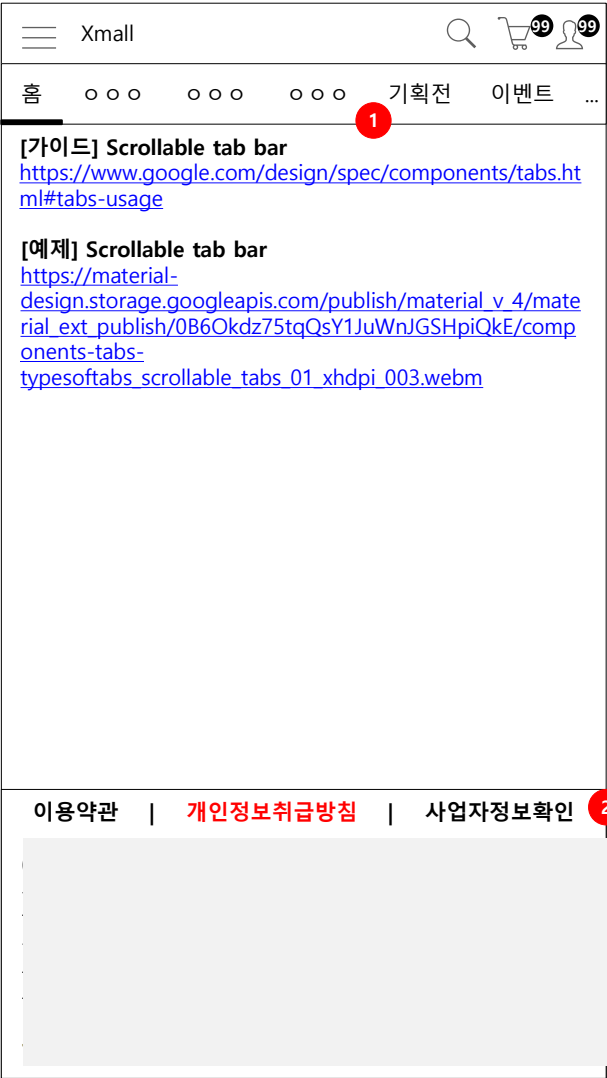 Xmall
99
99
홈 ㅇㅇㅇ ㅇㅇㅇ ㅇㅇㅇ 기획전 이벤트 ...
1
[가이드] Scrollable tab bar
https://www.google.com/design/spec/components/tabs.ht
ml#tabs-usage
[예제] Scrollable tab bar
https://material-
design.storage.googleapis.com/publish/material_v_4/mate
rial_ext_publish/0B6Okdz75tqQsY1JuWnJGSHpiQkE/comp
onents-tabs-
typesoftabs_scrollable_tabs_01_xhdpi_003.webm
이용약관 | 개인정보취급방침 | 사업자정보확인
2